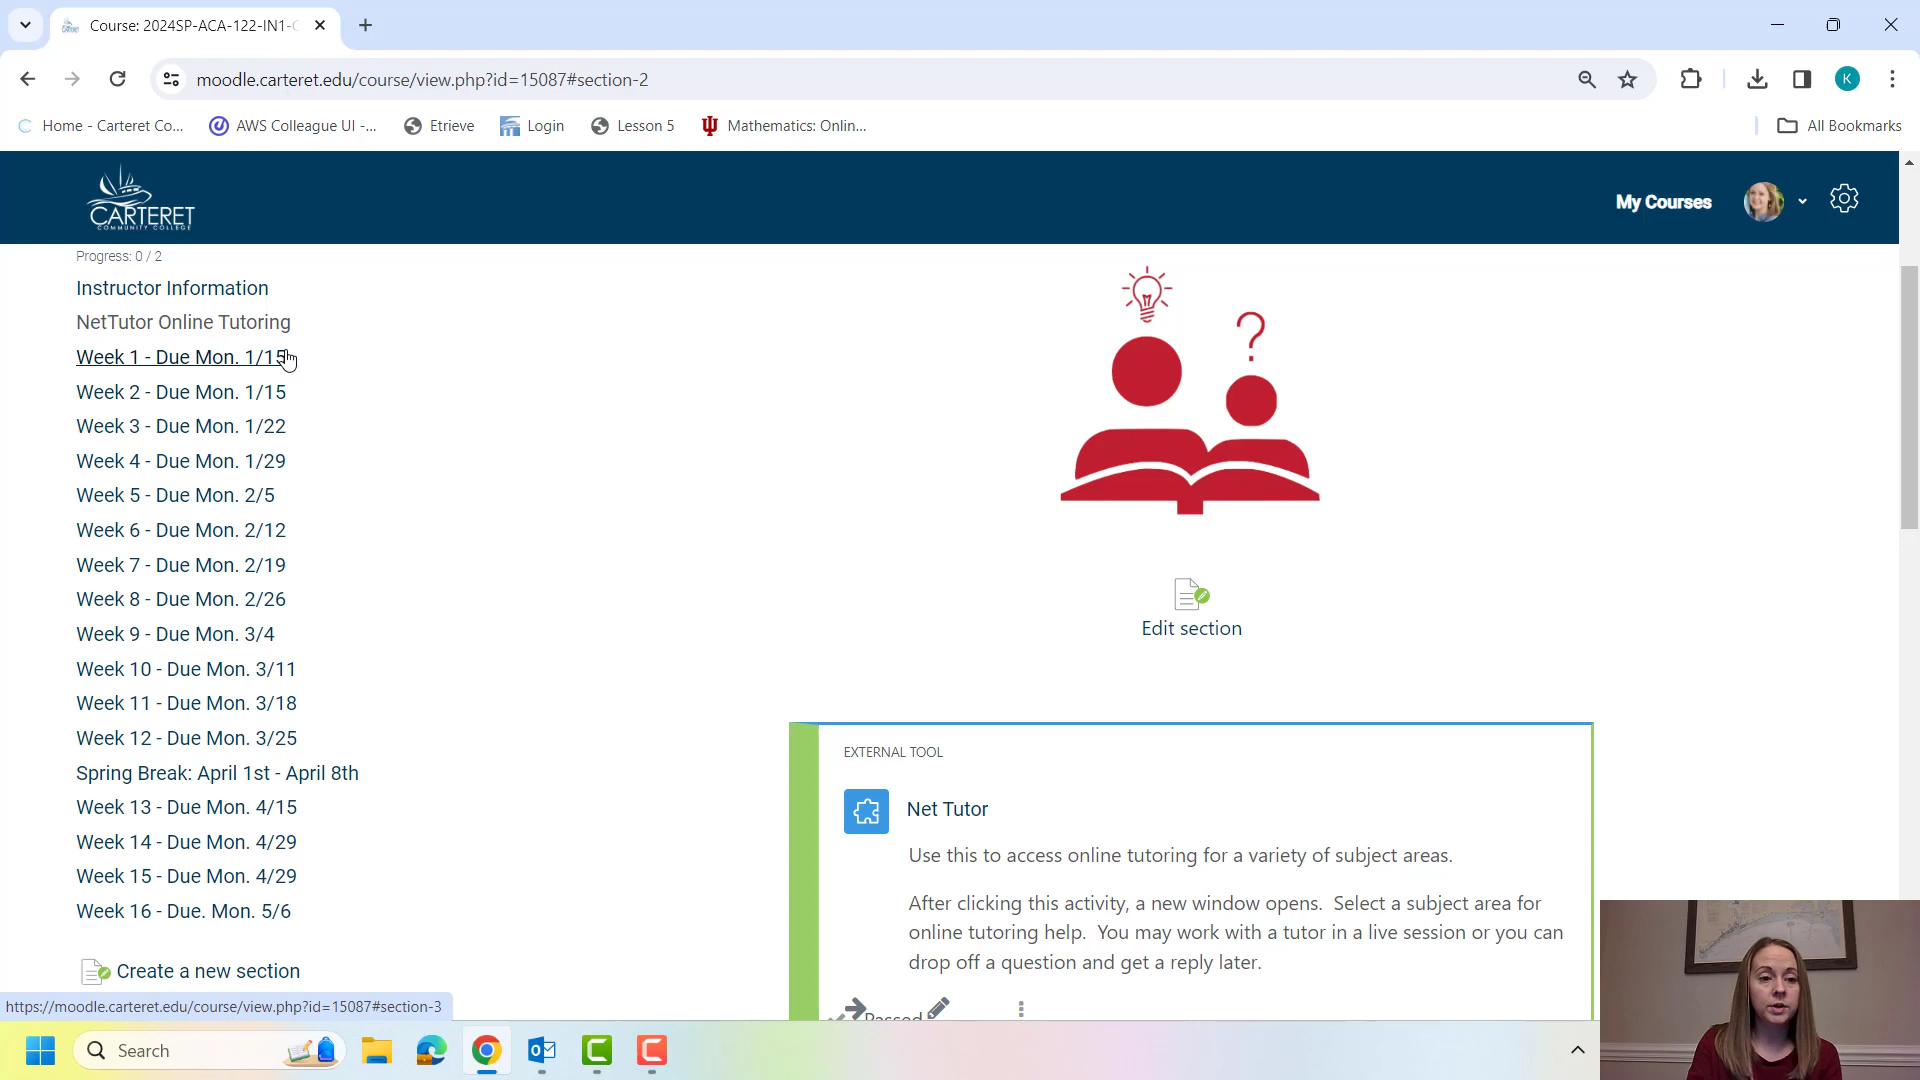 Course: 2024SP-ACA-122-IN1-C
moodle.carteret.edu/course/view.php?id=15087#section-2
K
Home - Carteret Co...
AWS Colleague UI -...
Etrieve
Login
Lesson 5
Mathematics: Onlin...
All Bookmarks
CARTERET
COMMUNITY COLLEGE
My Courses
Progress: 0 / 2
Instructor Information
NetTutor Online Tutoring
Week 1 - Due Mon. 1/15
Week 2 - Due Mon. 1/15
Week 3 - Due Mon. 1/22
Week 4 - Due Mon. 1/29
Week 5 - Due Mon. 2/5
Week 6 - Due Mon. 2/12
Week 7 - Due Mon. 2/19
Week 8 - Due Mon. 2/26
Week 9 - Due Mon. 3/4
Week 10 - Due Mon. 3/11
Week 11 - Due Mon. 3/18
Week 12 - Due Mon. 3/25
Spring Break: April 1st - April 8th
Week 13 - Due Mon. 4/15
Week 14 - Due Mon. 4/29
Week 15 - Due Mon. 4/29
Week 16 - Due. Mon. 5/6
Create a new section
?
Edit section
EXTERNAL TOOL
Net Tutor
Use this to access online tutoring for a variety of subject areas.
After clicking this activity, a new window opens. Select a subject area for
online tutoring help. You may work with a tutor in a live session or you can
drop off a question and get a reply later.
Passed
https://moodle.carteret.edu/course/view.php?id=15087#section-3
Search